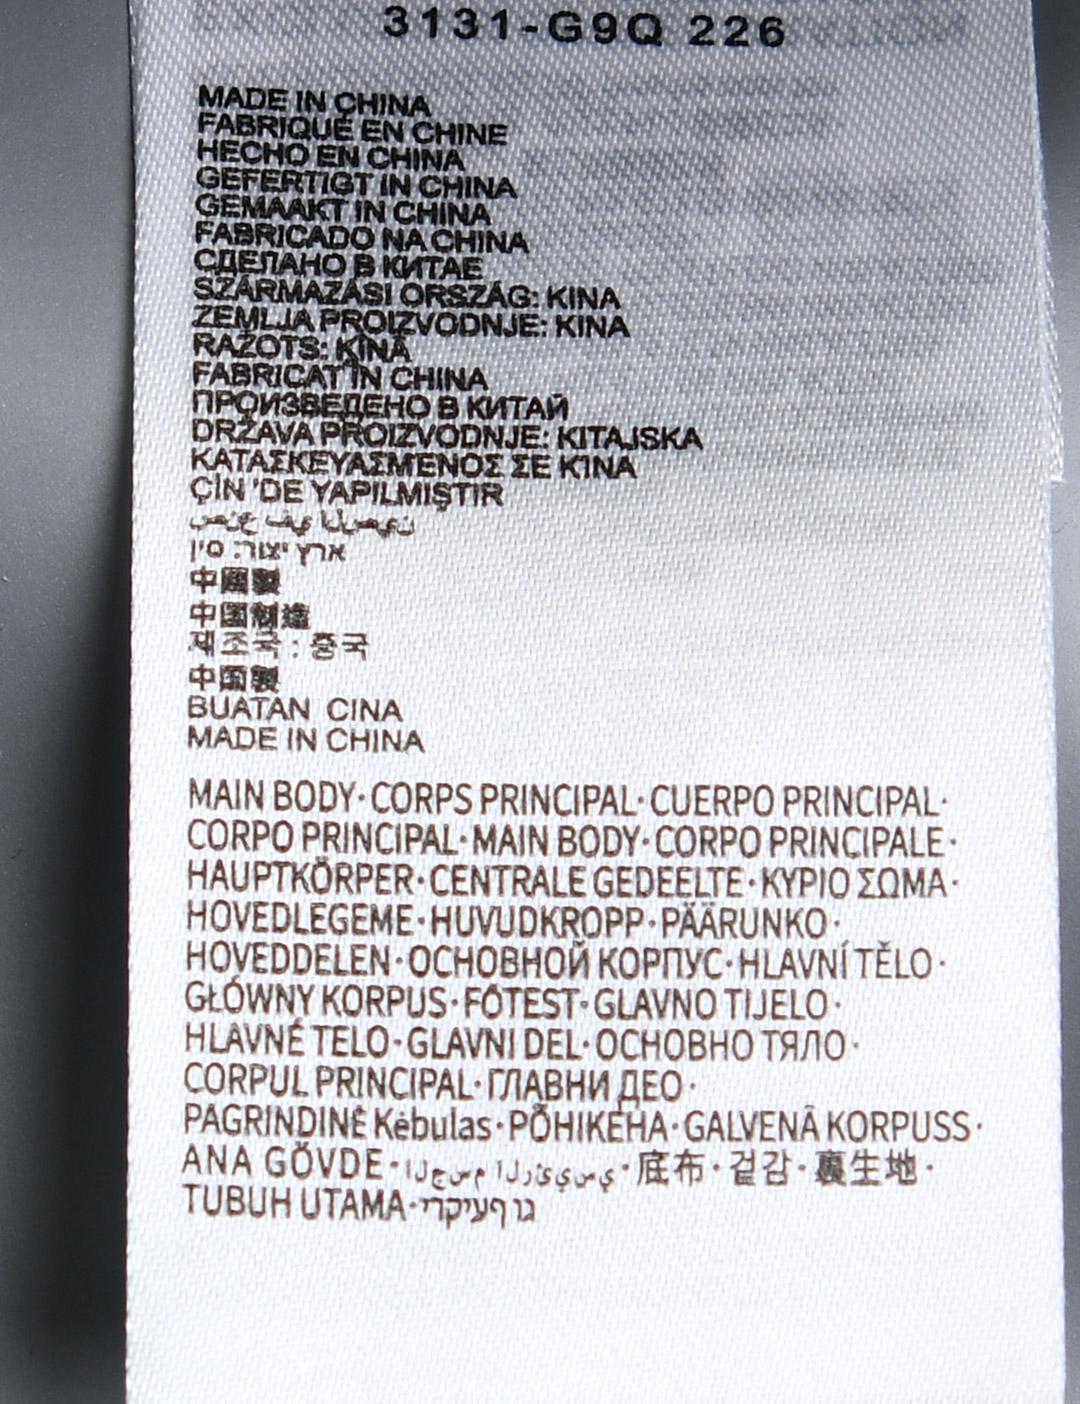 3131-G9Q 226
MADE IN CHINA
FABRIQUÉ EN CHINE
HECHO EN CHINA
GEFERTIGT IN CHINA
GEMAAKT IN CHINA
FABRICADO NA CHINA
СДЕЛАНО В КИТАЕ
SZÁRMAZÁSI ORSZÁG: KINA
ZEMLJA PROIZVODNJE: KINA
RAŽOTS: ĶĪNĀ
FABRICAT ÎN CHINA
ПРОИЗВЕДЕНО В КИТАЙ
DRŽAVA PROIZVODNJE: KITAJSKA
ΚΑΤΑΣΚΕΥΑΣΜΈΝΟΣ ΣΕ ΚΊΝΑ
ÇİN 'DE YAPILMIŞTIR
صنع في الصين
ארץ יצור: סין
中國製
中国制造
제조국 : 중국
中国製
BUATAN CINA
MADE IN CHINA
MAIN BODY·CORPS PRINCIPAL·CUERPO PRINCIPAL·
CORPO PRINCIPAL·MAIN BODY·CORPO PRINCIPALE·
HAUPTKÖRPER·CENTRALE GEDEELTE·ΚΥΡΙΟ ΣΩΜΑ·
HOVEDLEGEME·HUVUDKROPP·PÄÄRUNKO·
HOVEDDELEN·ОСНОВНОЙ КОРПУС·HLAVNÍ TĚLO·
GŁÓWNY KORPUS·FŐTEST·GLAVNO TIJELO·
HLAVNÉ TELO·GLAVNI DEL·ОСНОВНО ТЯЛО·
CORPUL PRINCIPAL·ГЛАВНИ ДЕО·
PAGRINDINĖ Kėbulas·PÕHIKEHA·GALVENĀ KORPUSS·
ANA GÖVDE·الجسم الرئيسي·底布·겉감·裏生地·
TUBUH UTAMA·גוף עיקרי